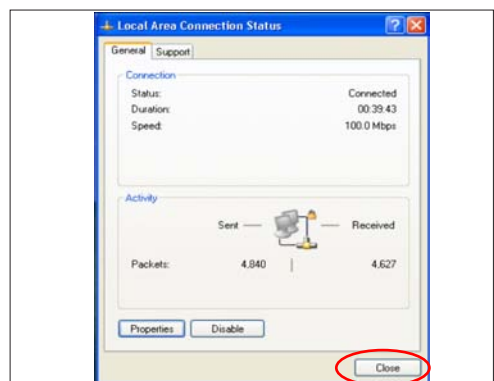 Local Area Connection Status
General Support
Connection
Status: Connected
Duration: 00:39:43
Speed: 100.0 Mbps
Activity
Sent Received
Packets: 4,840 4,627
Properties Disable
Close